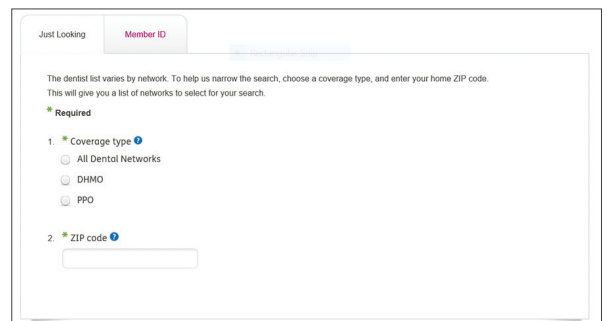 Just Looking
Member ID
The dentist list varies by network. To help us narrow the search, choose a coverage type, and enter your home ZIP code.
This will give you a list of networks to select for your search.
* Required
1. * Coverage type ?
All Dental Networks
DHMO
PPO
2. * ZIP code ?